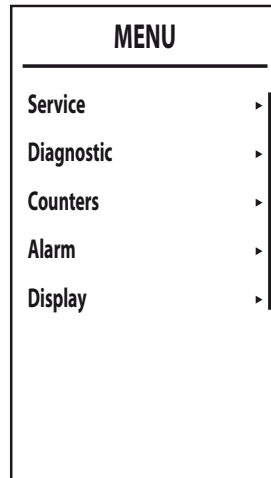 MENU
Service
Diagnostic
Counters
Alarm
Display